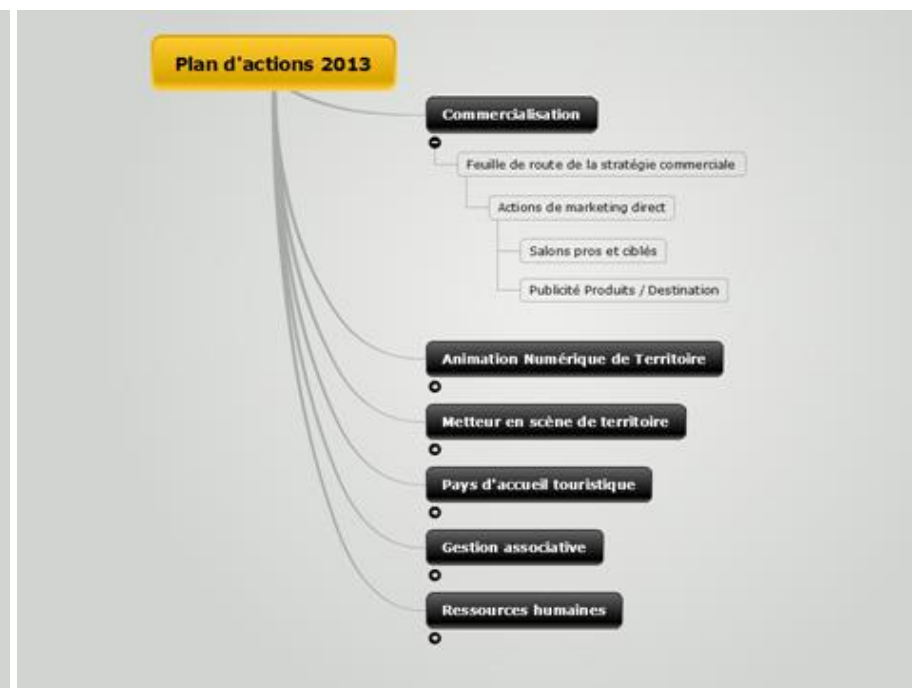 Plan d'actions 2013
Commercialisation
Feuille de route de la stratégie commerciale
Actions de marketing direct
Salons pros et ciblés
Publicité Produits / Destination
Animation Numérique de Territoire
Metteur en scène de territoire
Pays d'accueil touristique
Gestion associative
Ressources humaines